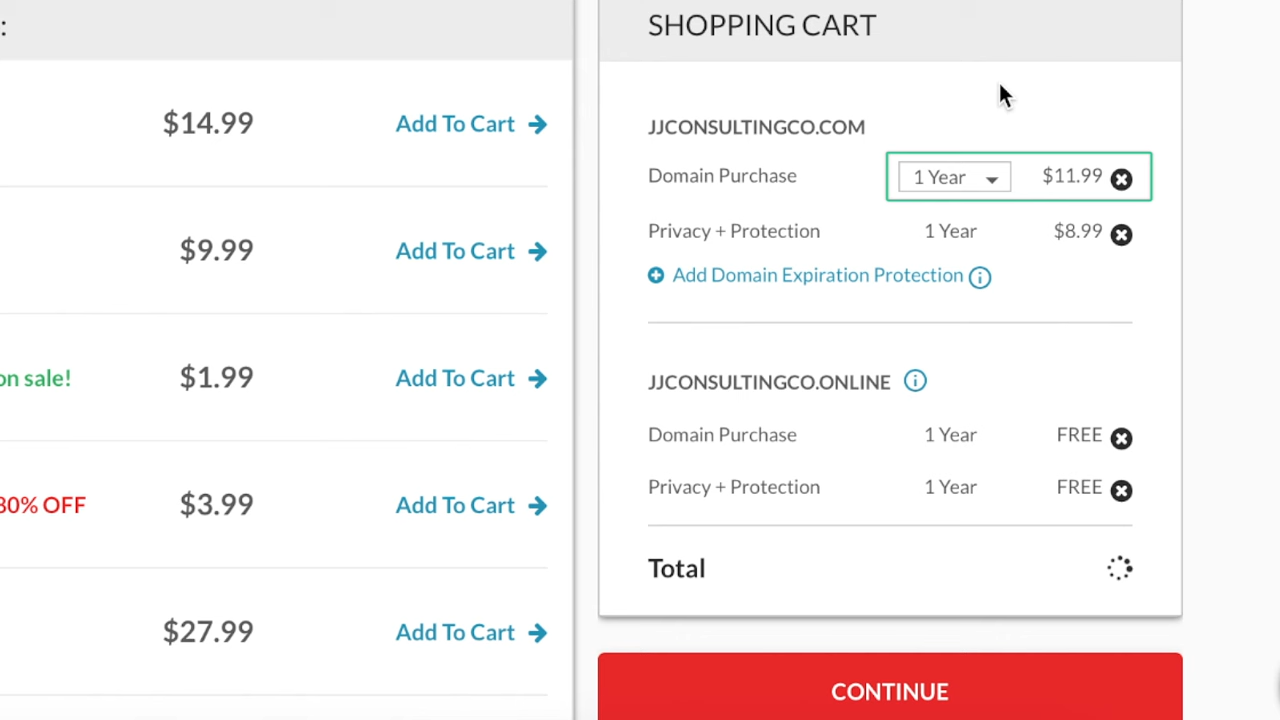 :
$14.99 Add To Cart
$9.99 Add To Cart
on sale! $1.99 Add To Cart
80% OFF $3.99 Add To Cart
$27.99 Add To Cart
SHOPPING CART
JJCONSULTINGCO.COM
Domain Purchase 1 Year $11.99
Privacy + Protection 1 Year $8.99
Add Domain Expiration Protection
JJCONSULTINGCO.ONLINE
Domain Purchase 1 Year FREE
Privacy + Protection 1 Year FREE
Total
CONTINUE